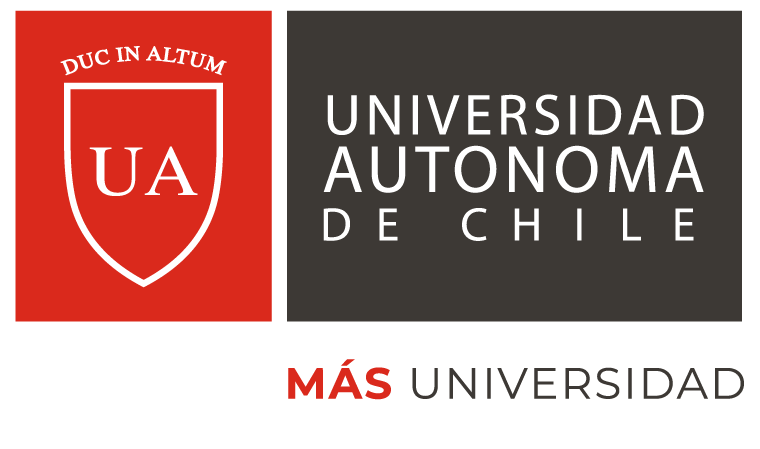 DUC IN ALTUM
UA
UNIVERSIDAD
AUTONOMA
DE CHILE
MÁS UNIVERSIDAD